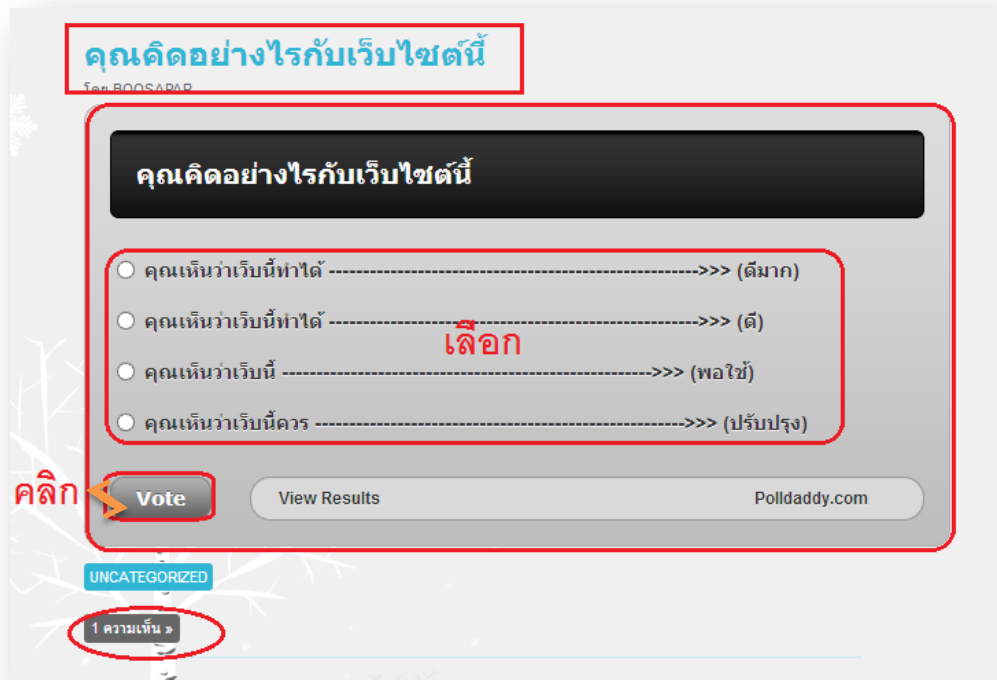 คุณคิดอย่างไรกับเว็บไซต์นี้
โดย BOOSAPAP
คุณคิดอย่างไรกับเว็บไซต์นี้
คุณเห็นว่าเว็บนี้ทำได้ ------------------------------------------------------>>> (ดีมาก)
คุณเห็นว่าเว็บนี้ทำได้ ------------------------------------------------------>>> (ดี)
เลือก
คุณเห็นว่าเว็บนี้ ------------------------------------------------------>>> (พอใช้)
คุณเห็นว่าเว็บนี้ควร ------------------------------------------------------>>> (ปรับปรุง)
คลิก Vote View Results Polldaddy.com
UNCATEGORIZED
1 ความเห็น »